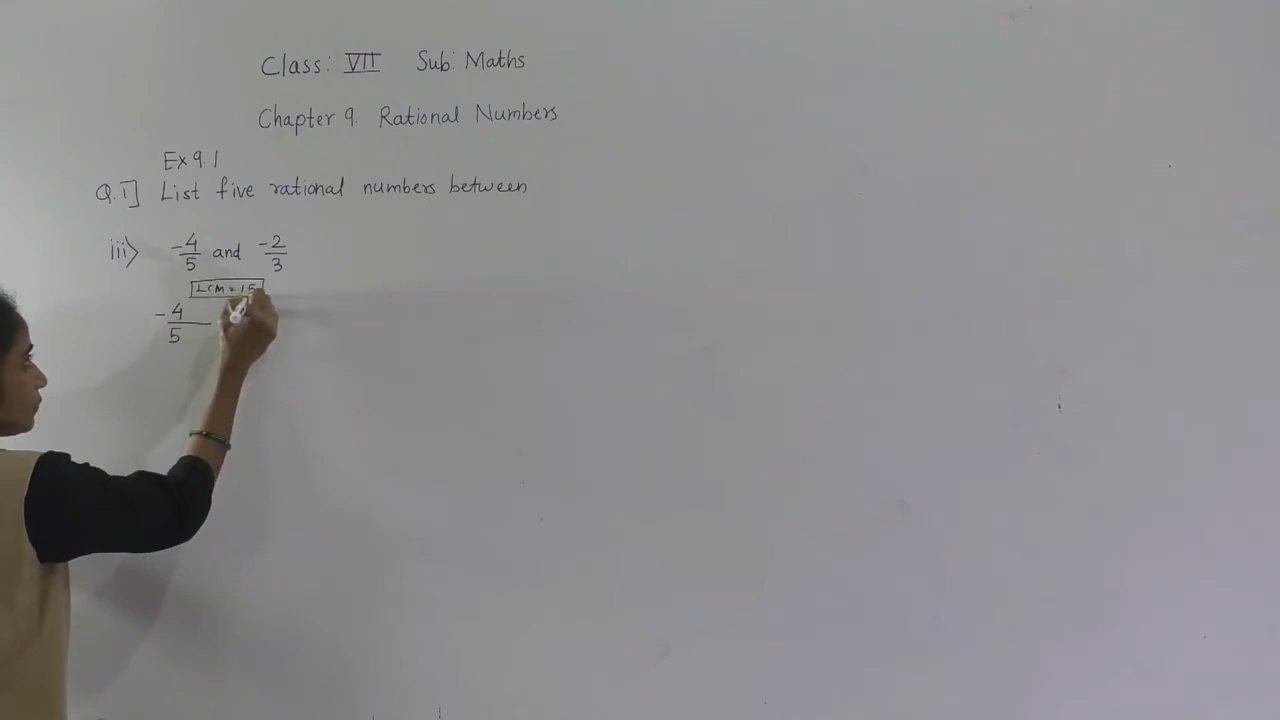 Class: VII Sub: Maths
Chapter 9. Rational Numbers
Ex 9.1
Q.1] List five rational numbers between
iii) -4/5 and -2/3
LCM = 15
-4/5